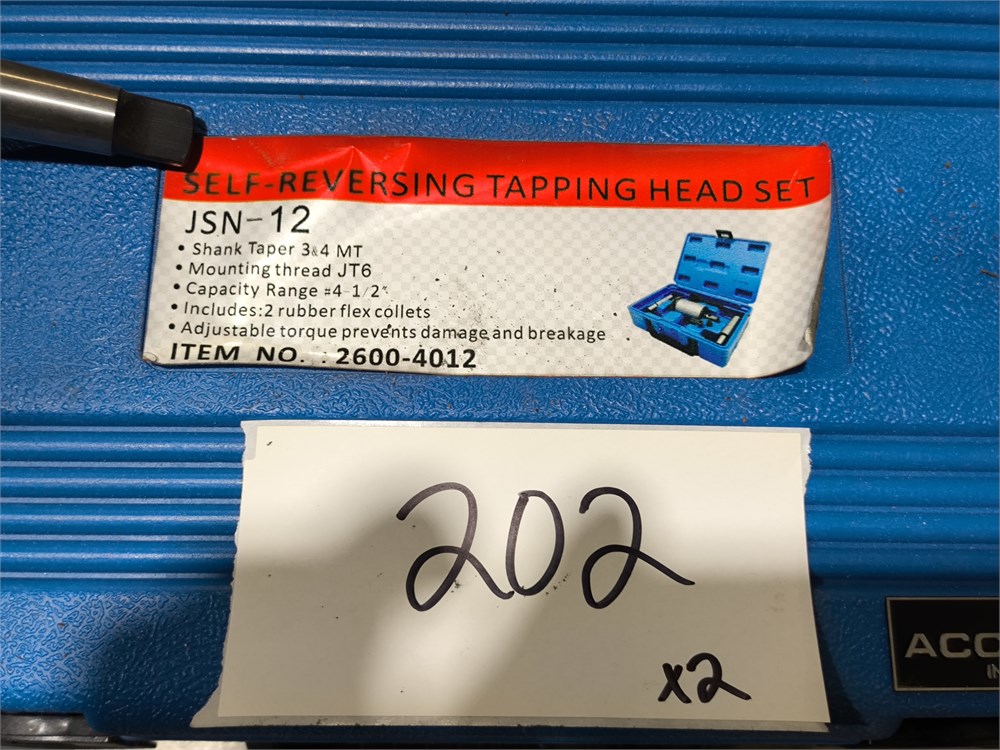 SELF-REVERSING TAPPING HEAD SET
JSN-12
• Shank Taper 3&4 MT
• Mounting thread JT6
• Capacity Range #4-1/2"
• Includes:2 rubber flex collets
• Adjustable torque prevents damage and breakage
ITEM NO. : 2600-4012
202
x2
ACC
IN